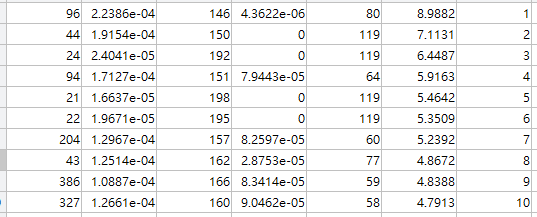 96 2.2386e-04 146 4.3622e-06 80 8.9882 1
44 1.9154e-04 150 0 119 7.1131 2
24 2.4041e-05 192 0 119 6.4487 3
94 1.7127e-04 151 7.9443e-05 64 5.9163 4
21 1.6637e-05 198 0 119 5.4642 5
22 1.9671e-05 195 0 119 5.3509 6
204 1.2967e-04 157 8.2597e-05 60 5.2392 7
43 1.2514e-04 162 2.8753e-05 77 4.8672 8
386 1.0887e-04 166 8.3414e-05 59 4.8388 9
327 1.2661e-04 160 9.0462e-05 58 4.7913 10